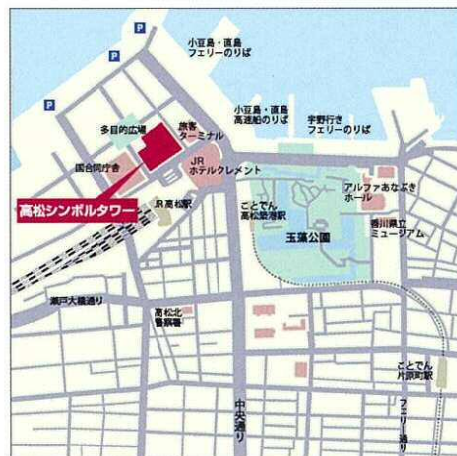 小豆島・直島
フェリーのりば
P
P
P
小豆島・直島
高速船のりば
宇野行き
フェリーのりば
多目的広場
旅客
ターミナル
国合同庁舎
JR
ホテルクレメント
アルファあなぶき
ホール
高松シンボルタワー
JR高松駅
ことでん
高松築港駅
玉藻公園
香川県立
ミュージアム
瀬戸大橋通り
高松北
警察署
ことでん
片原町駅
中央通り
フェリー通り